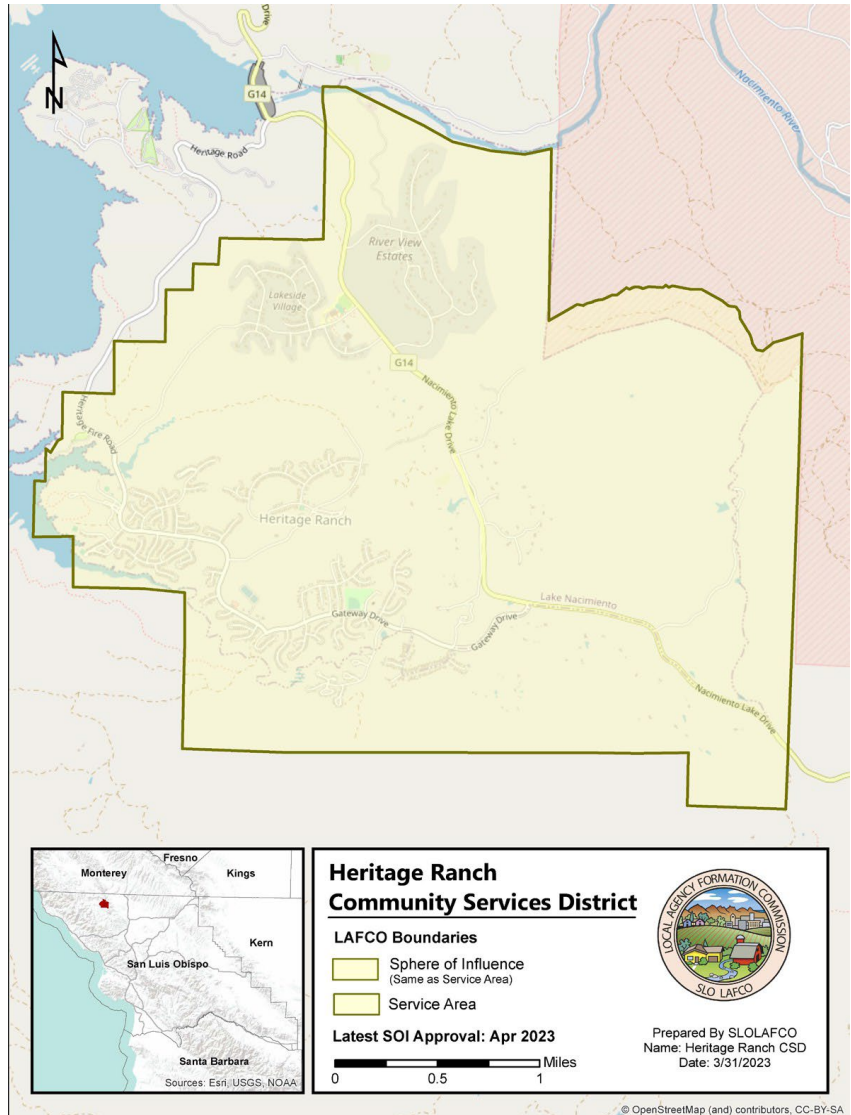 Drive
N
G14
Nacimiento River
Heritage Road
River View
Estates
Lakeside
Village
G14
Nacimiento Lake Drive
Heritage Fire Road
Heritage Ranch
Lake Nacimiento
Gateway Drive
Gateway Drive
Nacimiento Lake Drive
Fresno
Monterey
Kings
Kern
San Luis Obispo
Santa Barbara
Sources: Esri, USGS, NOAA
Heritage Ranch
Community Services District
LAFCO Boundaries
Sphere of Influence
(Same as Service Area)
Service Area
Latest SOI Approval: Apr 2023
Miles
0 0.5 1
LOCAL AGENCY FORMATION COMMISSION
SLO LAFCO
Prepared By SLOLAFCO
Name: Heritage Ranch CSD
Date: 3/31/2023
© OpenStreetMap (and) contributors, CC-BY-SA